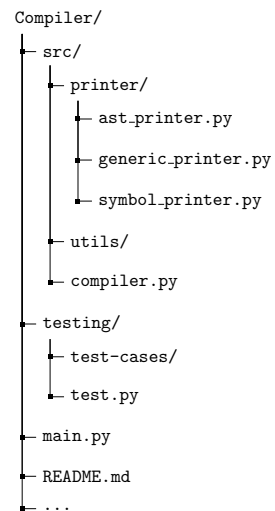 Compiler/
src/
printer/
ast_printer.py
generic_printer.py
symbol_printer.py
utils/
compiler.py
testing/
test-cases/
test.py
main.py
README.md
...